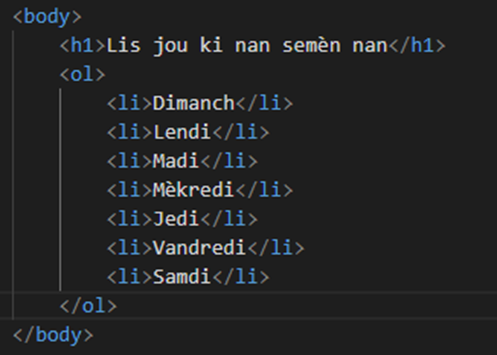 <body>
<h1>Lis jou ki nan semèn nan</h1>
<ol>
<li>Dimanch</li>
<li>Lendi</li>
<li>Madi</li>
<li>Mèkredi</li>
<li>Jedi</li>
<li>Vandredi</li>
<li>Samdi</li>
</ol>
</body>